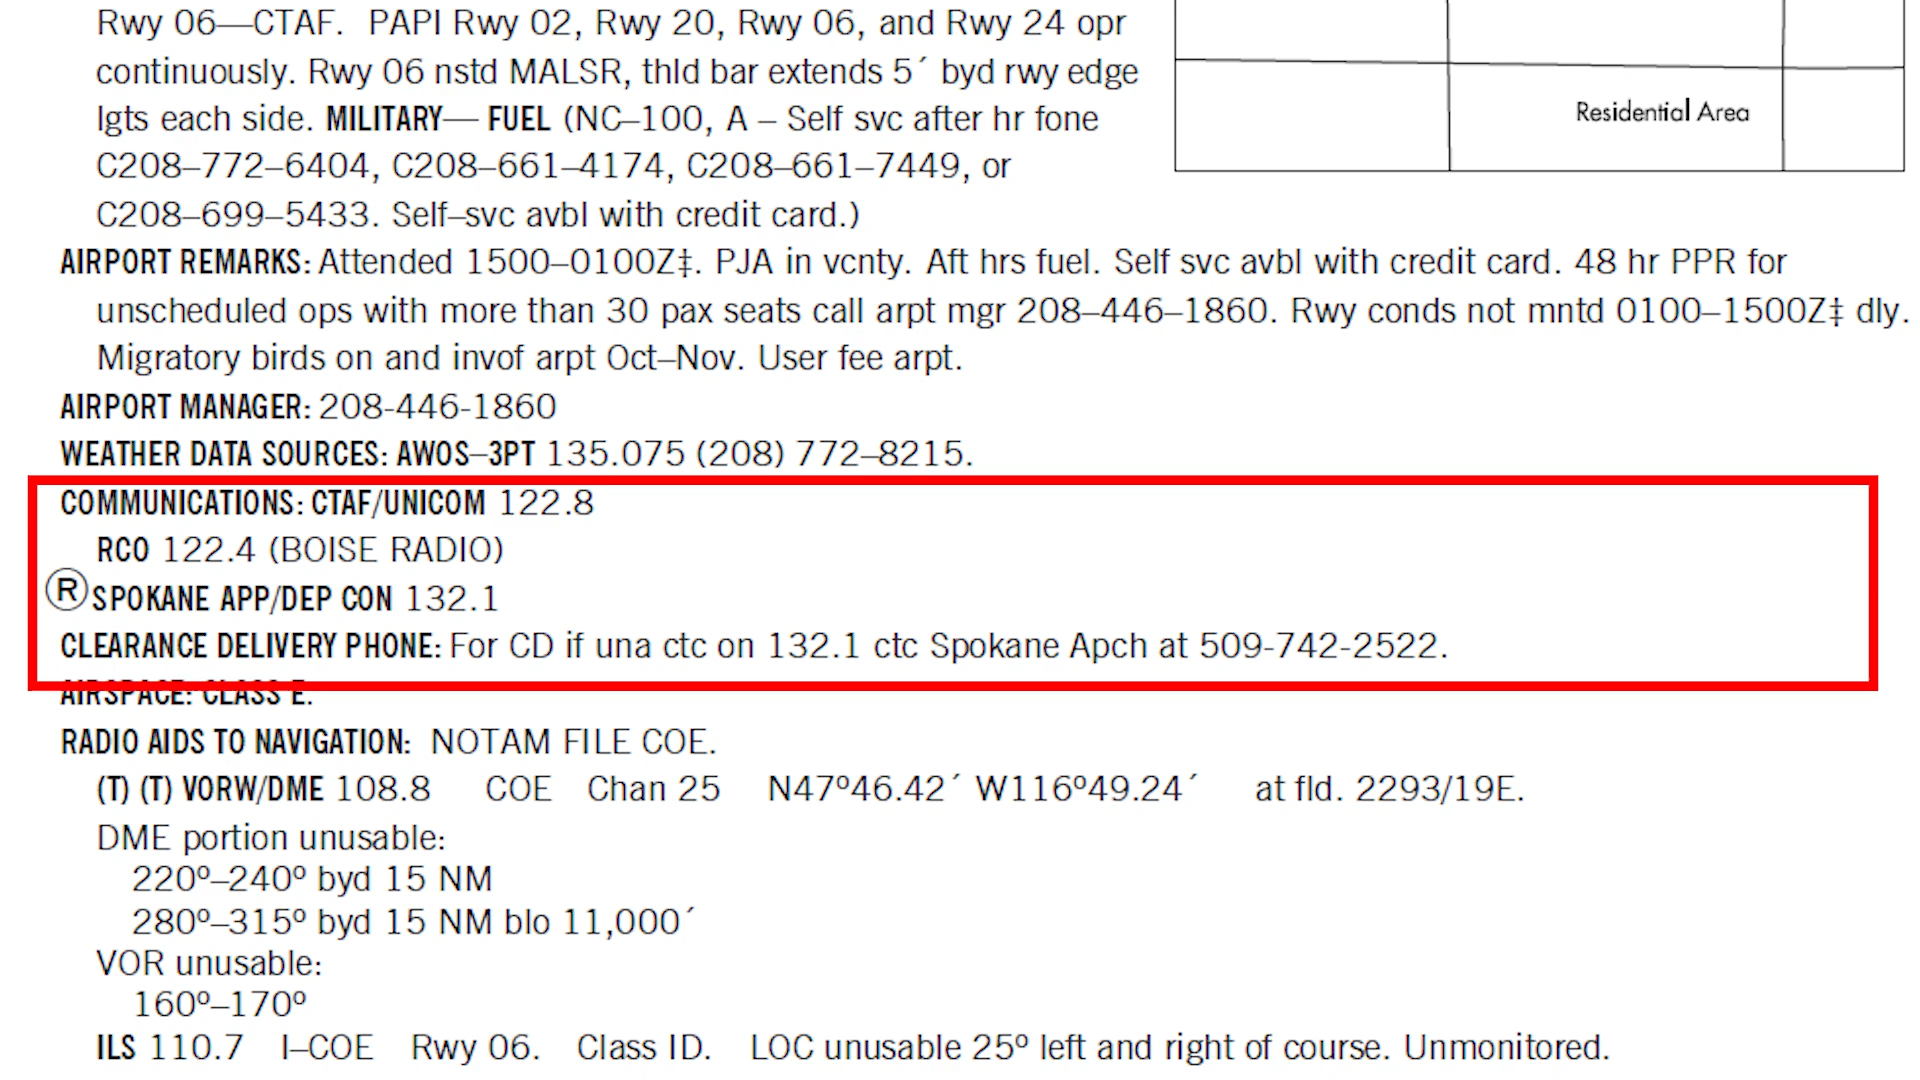 Rwy 06—CTAF. PAPI Rwy 02, Rwy 20, Rwy 06, and Rwy 24 opr
continuously. Rwy 06 nstd MALSR, thld bar extends 5´ byd rwy edge
lgts each side. MILITARY— FUEL (NC–100, A – Self svc after hr fone
C208–772–6404, C208–661–4174, C208–661–7449, or
C208–699–5433. Self–svc avbl with credit card.)
Residential Area
AIRPORT REMARKS: Attended 1500–0100Z‡. PJA in vcnty. Aft hrs fuel. Self svc avbl with credit card. 48 hr PPR for
unscheduled ops with more than 30 pax seats call arpt mgr 208–446–1860. Rwy conds not mntd 0100–1500Z‡ dly.
Migratory birds on and invof arpt Oct–Nov. User fee arpt.
AIRPORT MANAGER: 208-446-1860
WEATHER DATA SOURCES: AWOS–3PT 135.075 (208) 772–8215.
COMMUNICATIONS: CTAF/UNICOM 122.8
RCO 122.4 (BOISE RADIO)
Ⓡ SPOKANE APP/DEP CON 132.1
CLEARANCE DELIVERY PHONE: For CD if una ctc on 132.1 ctc Spokane Apch at 509-742-2522.
AIRSPACE: CLASS E.
RADIO AIDS TO NAVIGATION: NOTAM FILE COE.
(T) (T) VORW/DME 108.8 COE Chan 25 N47º46.42´ W116º49.24´ at fld. 2293/19E.
DME portion unusable:
220º–240º byd 15 NM
280º–315º byd 15 NM blo 11,000´
VOR unusable:
160º–170º
ILS 110.7 I–COE Rwy 06. Class ID. LOC unusable 25º left and right of course. Unmonitored.